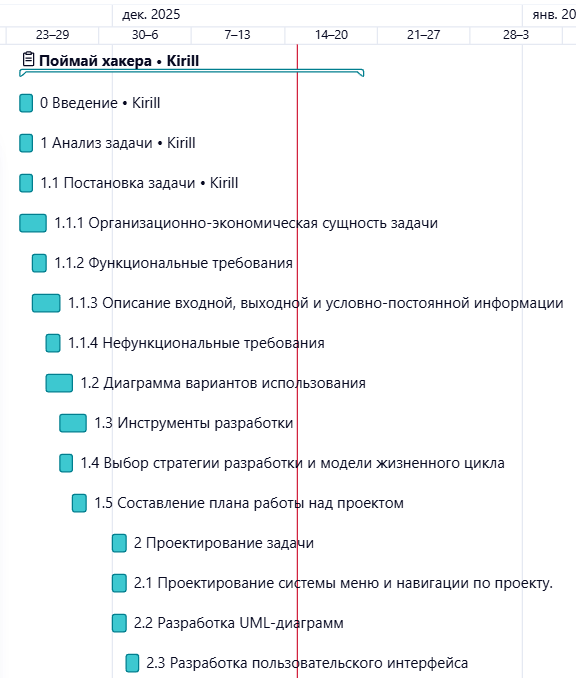 дек. 2025
янв. 20
23–29
30–6
7–13
14–20
21–27
28–3
Поймай хакера • Kirill
0 Введение • Kirill
1 Анализ задачи • Kirill
1.1 Постановка задачи • Kirill
1.1.1 Организационно-экономическая сущность задачи
1.1.2 Функциональные требования
1.1.3 Описание входной, выходной и условно-постоянной информации
1.1.4 Нефункциональные требования
1.2 Диаграмма вариантов использования
1.3 Инструменты разработки
1.4 Выбор стратегии разработки и модели жизненного цикла
1.5 Составление плана работы над проектом
2 Проектирование задачи
2.1 Проектирование системы меню и навигации по проекту.
2.2 Разработка UML-диаграмм
2.3 Разработка пользовательского интерфейса